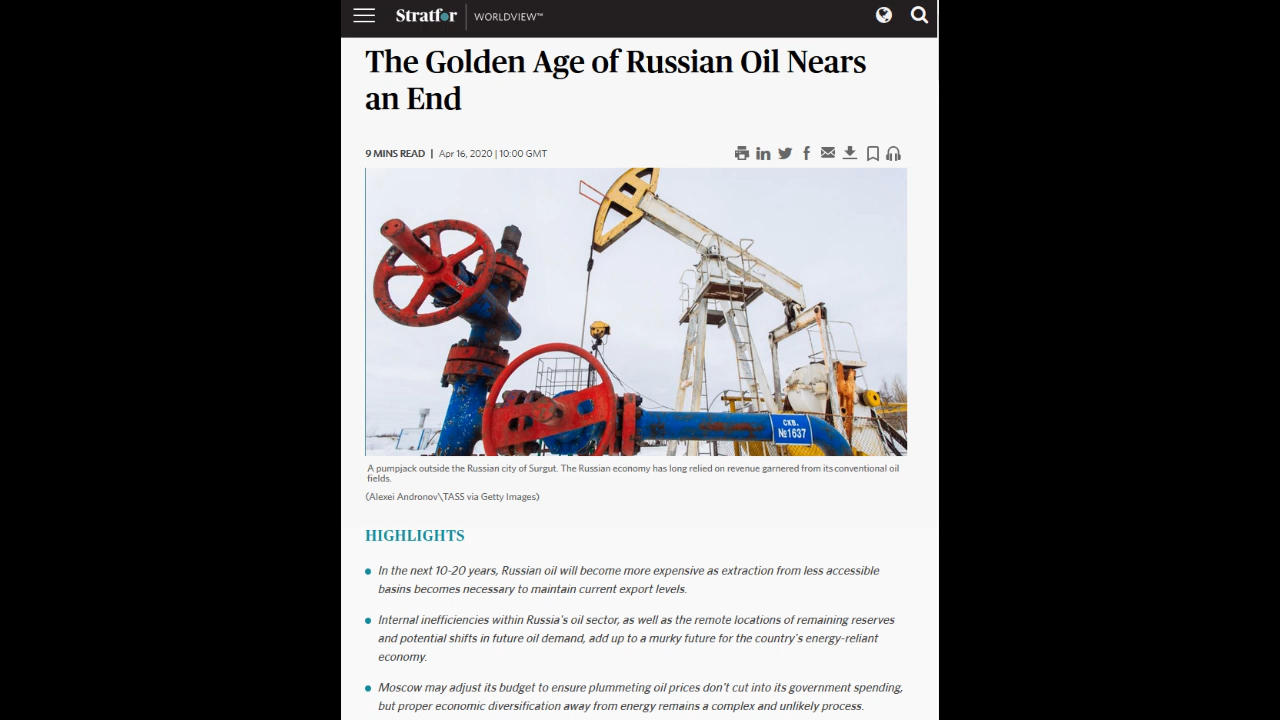 Stratfor WORLDVIEW™
The Golden Age of Russian Oil Nears
an End
9 MINS READ | Apr 16, 2020 | 10:00 GMT
СКВ.
№1637
A pumpjack outside the Russian city of Surgut. The Russian economy has long relied on revenue garnered from its conventional oil
fields.
(Alexei Andronov\TASS via Getty Images)
HIGHLIGHTS
In the next 10-20 years, Russian oil will become more expensive as extraction from less accessible
basins becomes necessary to maintain current export levels.
Internal inefficiencies within Russia's oil sector, as well as the remote locations of remaining reserves
and potential shifts in future oil demand, add up to a murky future for the country's energy-reliant
economy.
Moscow may adjust its budget to ensure plummeting oil prices don't cut into its government spending,
but proper economic diversification away from energy remains a complex and unlikely process.